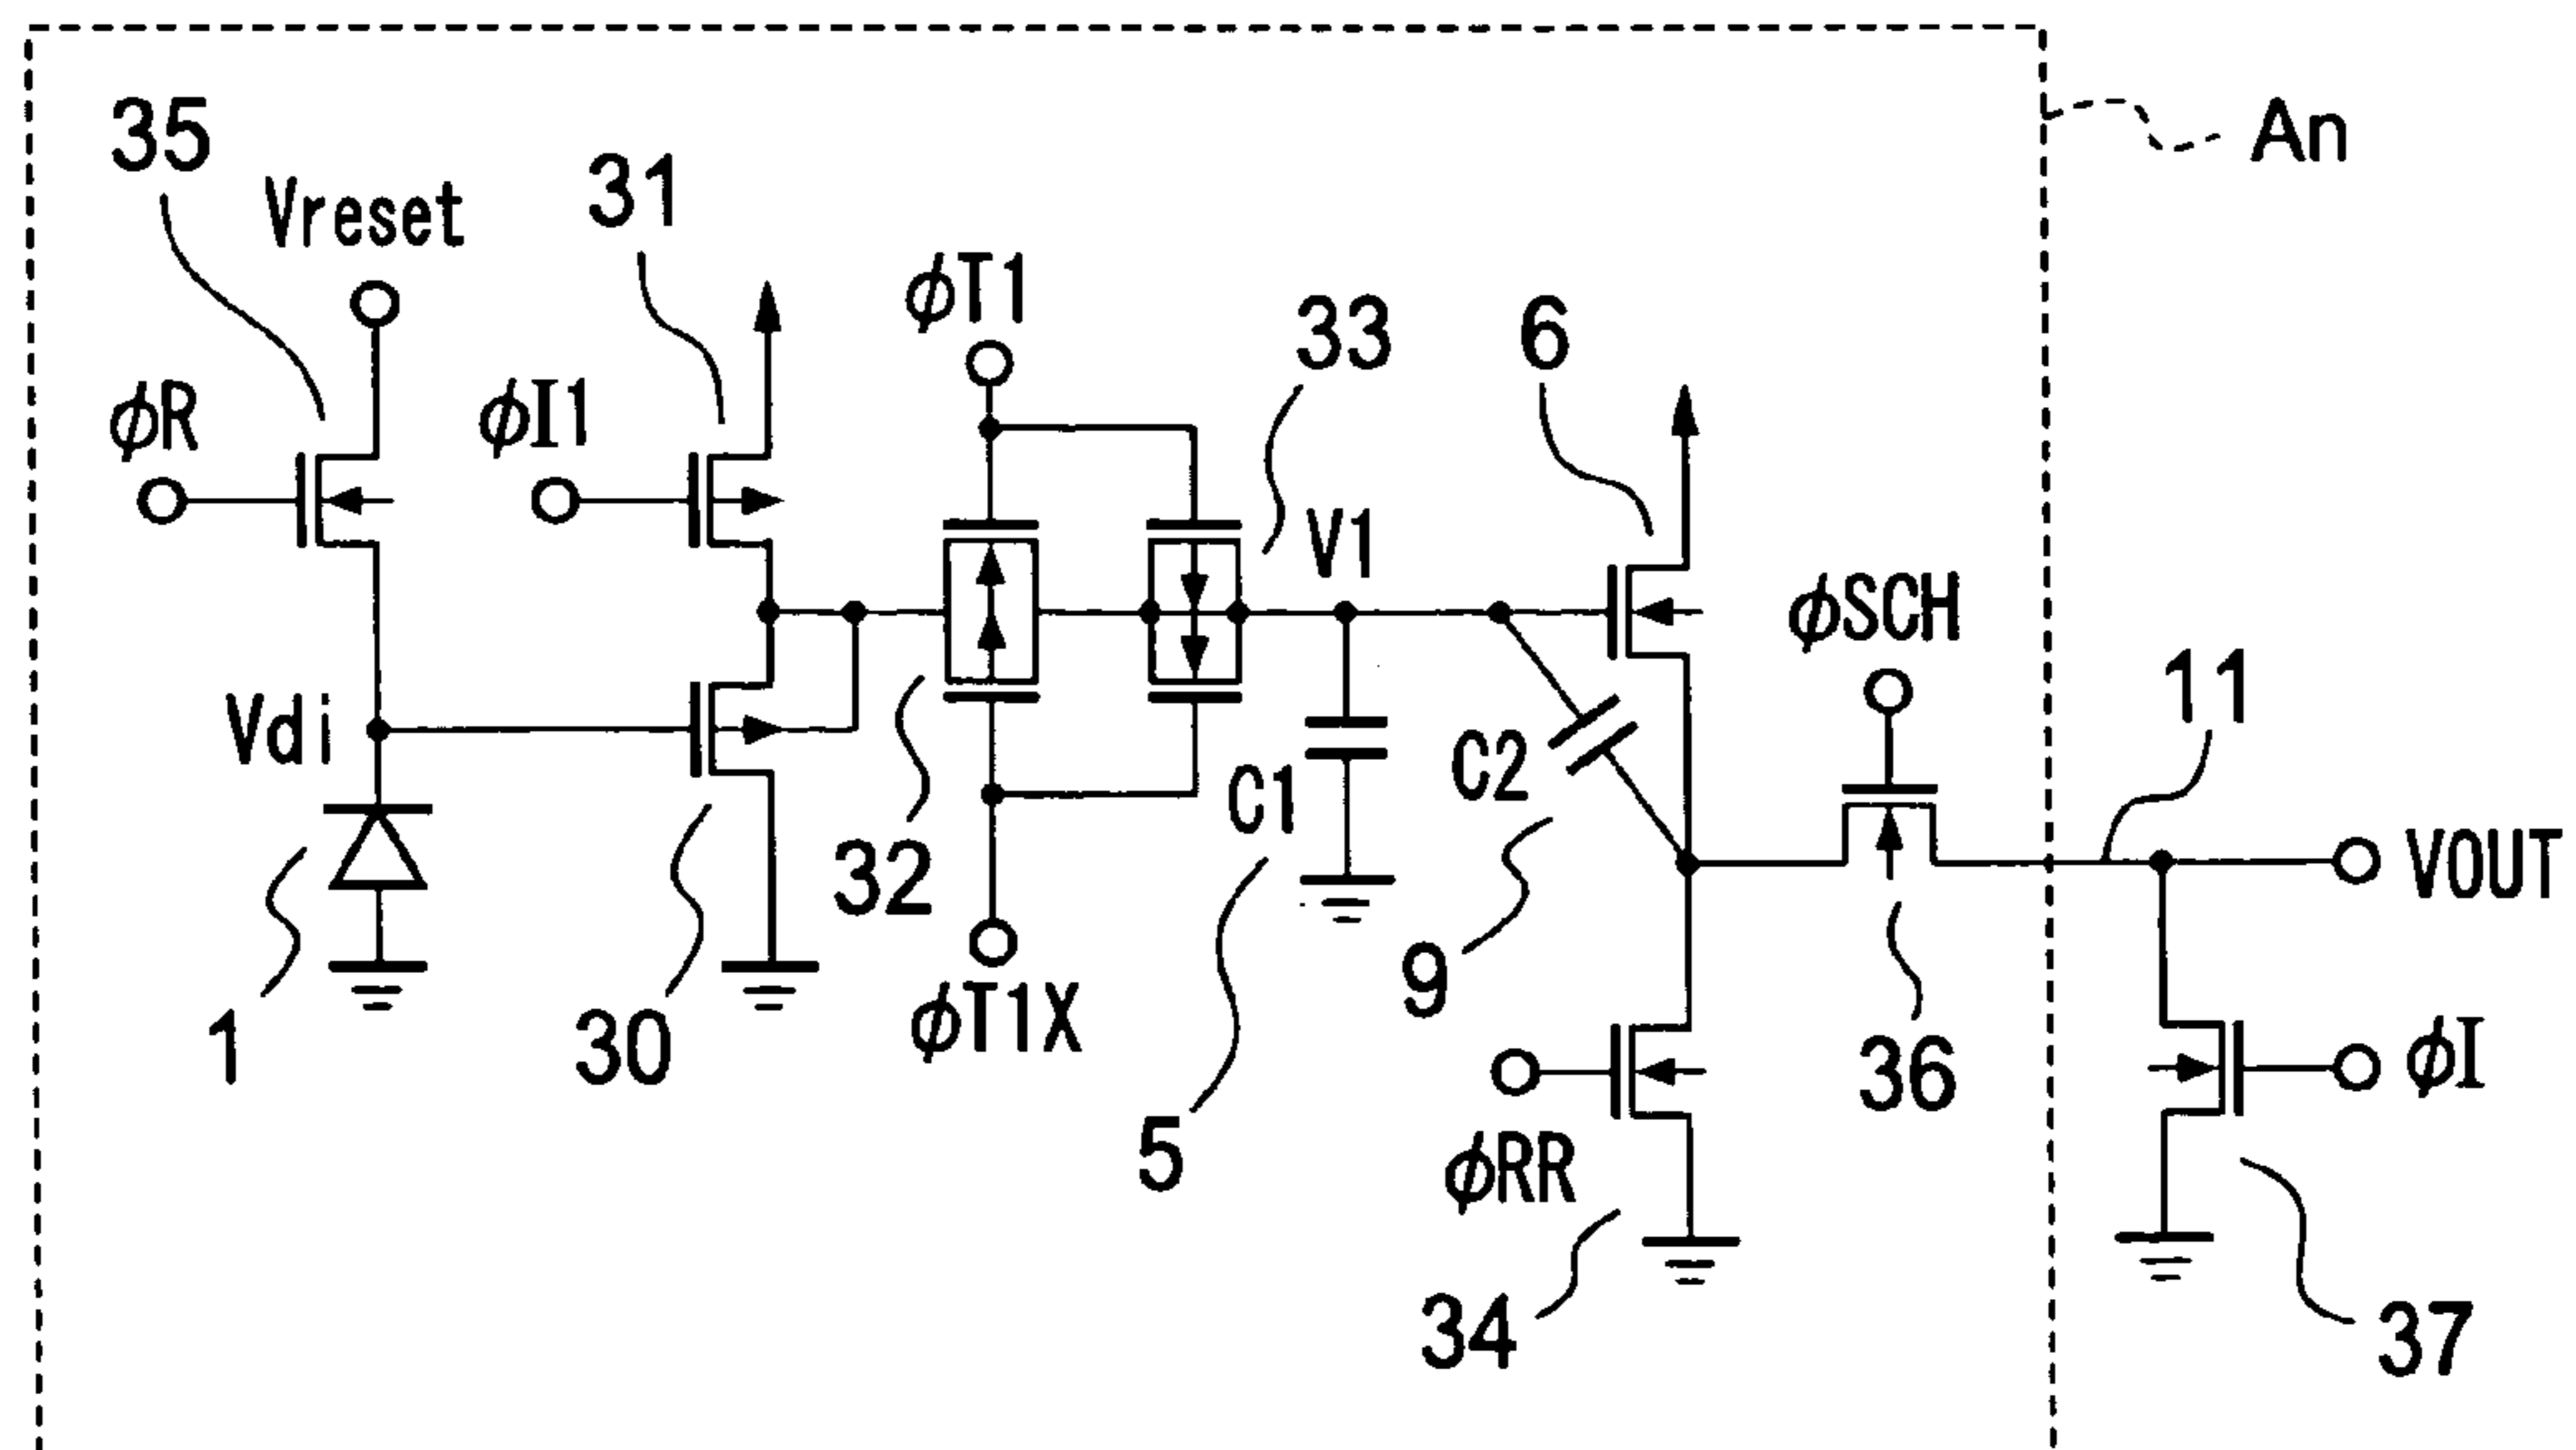 An
35
Vreset
31
φT1
33
6
φR
φI1
V1
φSCH
11
Vdi
C2
C1
VOUT
32
1
30
φT1X
9
36
φI
5
φRR
34
37